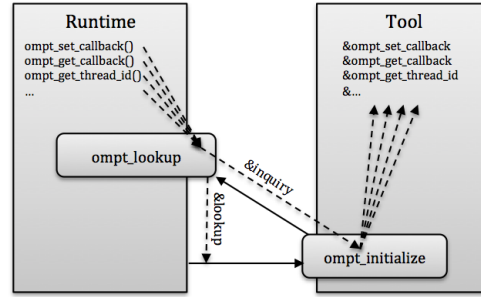 Runtime
ompt_set_callback()
ompt_get_callback()
ompt_get_thread_id()
...
ompt_lookup
&lookup
&inquiry
Tool
&ompt_set_callback
&ompt_get_callback
&ompt_get_thread_id
&...
ompt_initialize